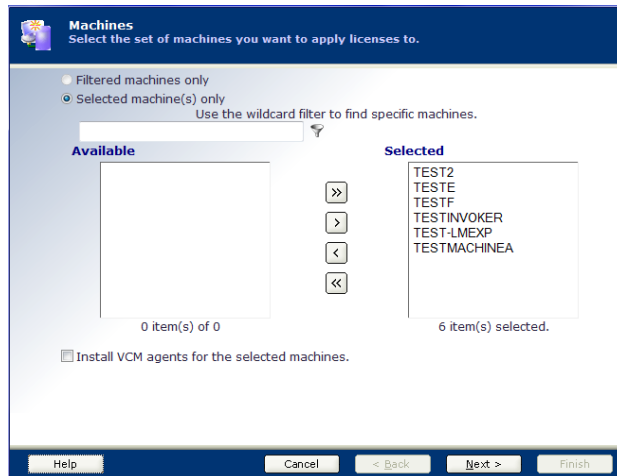 Machines
Select the set of machines you want to apply licenses to.
Filtered machines only
Selected machine(s) only
Use the wildcard filter to find specific machines.
Available
Selected
TEST2
TESTE
TESTF
TESTINVOKER
TEST-LMEXP
TESTMACHINEA
>>
>
<
<<
0 item(s) of 0
6 item(s) selected.
Install VCM agents for the selected machines.
Help
Cancel
< Back
Next >
Finish